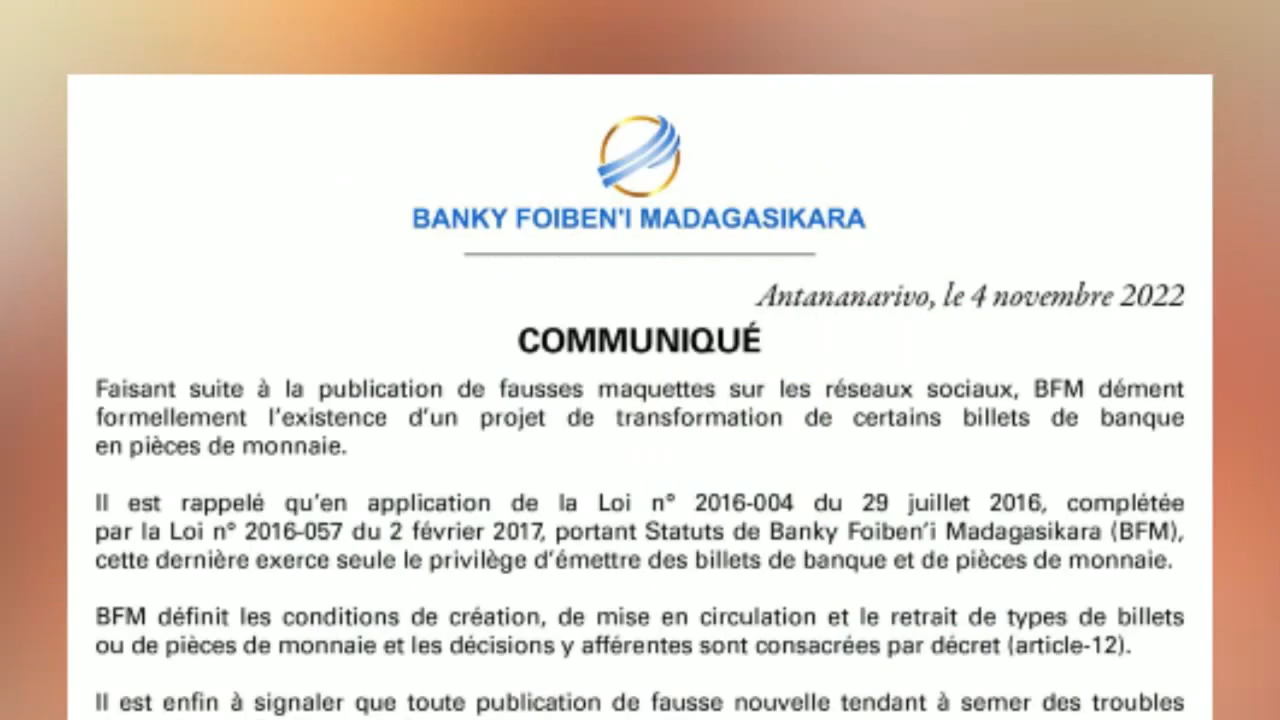 BANKY FOIBEN'I MADAGASIKARA
Antananarivo, le 4 novembre 2022
COMMUNIQUÉ
Faisant suite à la publication de fausses maquettes sur les réseaux sociaux, BFM dément
formellement l'existence d'un projet de transformation de certains billets de banque
en pièces de monnaie.
Il est rappelé qu'en application de la Loi n° 2016-004 du 29 juillet 2016, complétée
par la Loi n° 2016-057 du 2 février 2017, portant Statuts de Banky Foiben'i Madagasikara (BFM),
cette dernière exerce seule le privilège d'émettre des billets de banque et de pièces de monnaie.
BFM définit les conditions de création, de mise en circulation et le retrait de types de billets
ou de pièces de monnaie et les décisions y afférentes sont consacrées par décret (article-12).
Il est enfin à signaler que toute publication de fausse nouvelle tendant à semer des troubles